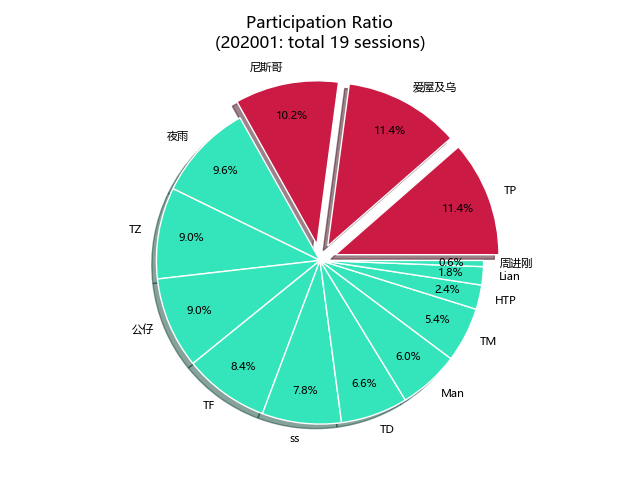 Participation Ratio
(202001: total 19 sessions)
尼斯哥
爱屋及乌
10.2%
11.4%
夜雨
9.6%
TP
11.4%
TZ
9.0%
0.6%
周进刚
1.8%
Lian
2.4%
HTP
公仔
9.0%
5.4%
TM
8.4%
7.8%
6.6%
6.0%
Man
TF
TD
ss